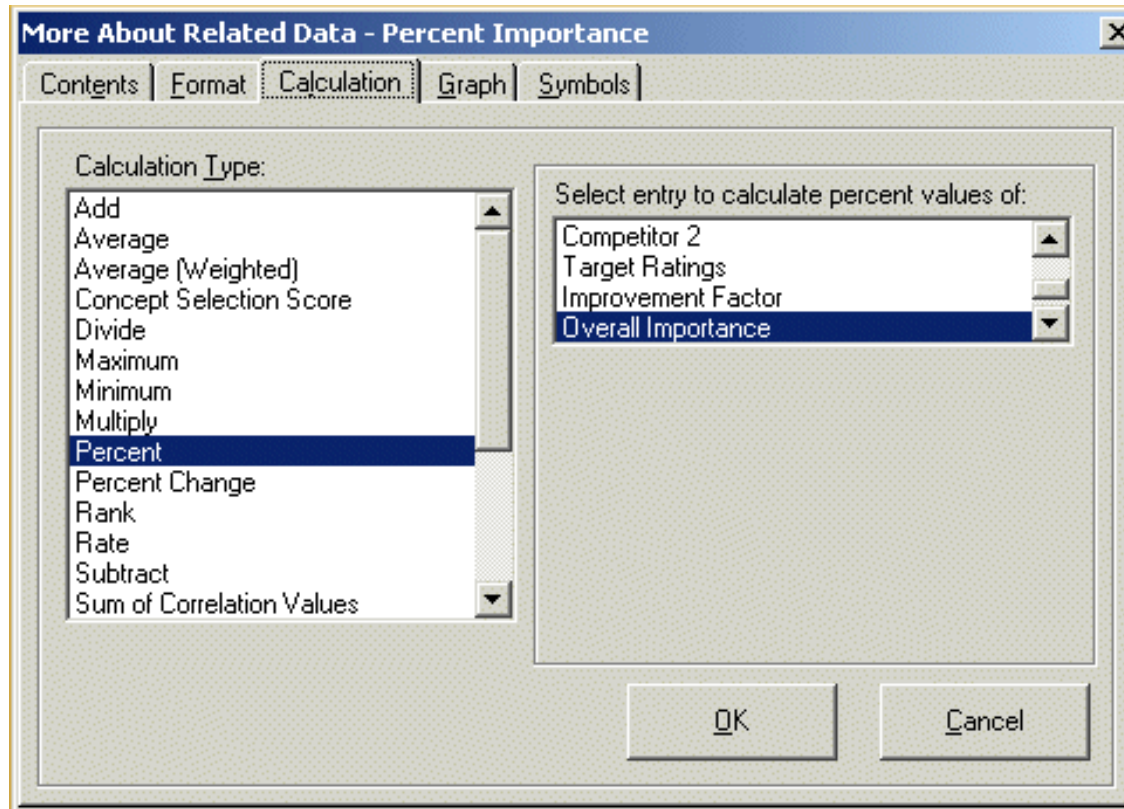 More About Related Data - Percent Importance
Contents Format Calculation Graph Symbols
Calculation Type:
Add
Average
Average (Weighted)
Concept Selection Score
Divide
Maximum
Minimum
Multiply
Percent
Percent Change
Rank
Rate
Subtract
Sum of Correlation Values
Select entry to calculate percent values of:
Competitor 2
Target Ratings
Improvement Factor
Overall Importance
OK Cancel